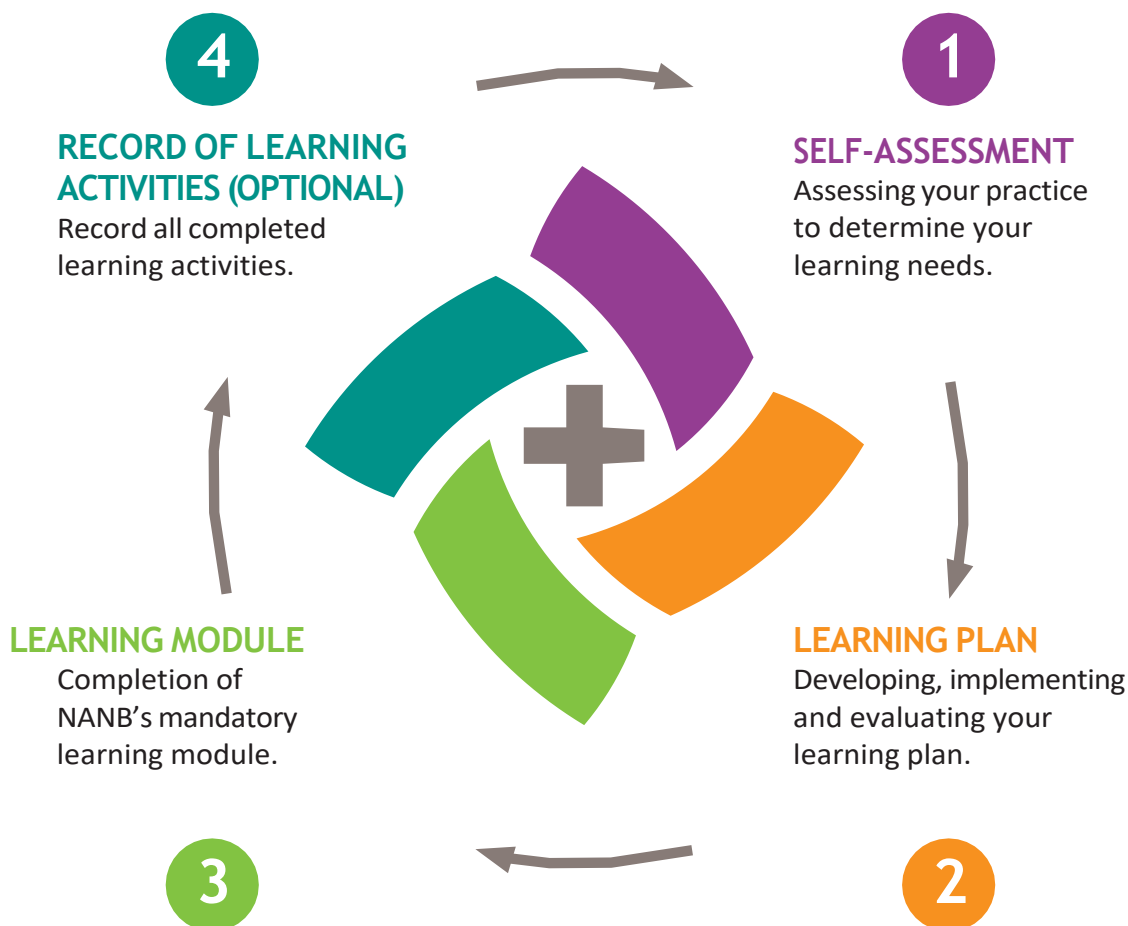 4
RECORD OF LEARNING
ACTIVITIES (OPTIONAL)
Record all completed
learning activities.
1
SELF-ASSESSMENT
Assessing your practice
to determine your
learning needs.
LEARNING MODULE
Completion of
NANB’s mandatory
learning module.
3
LEARNING PLAN
Developing, implementing
and evaluating your
learning plan.
2